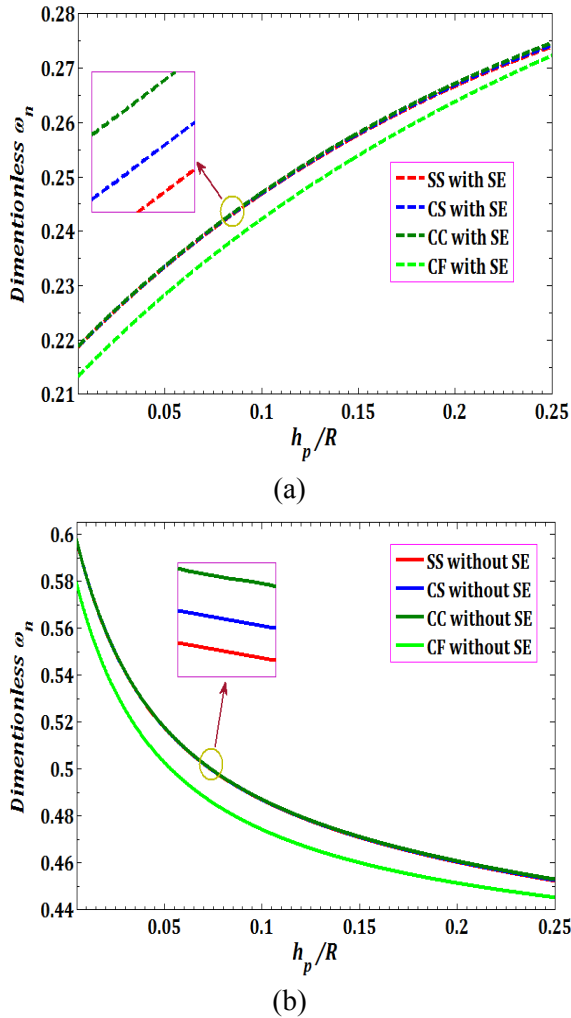 0.28
0.27
0.26
0.25
0.24
0.23
0.22
0.21
Dimentionless ω_n
SS with SE
CS with SE
CC with SE
CF with SE
0.05 0.1 0.15 0.2 0.25
h_p/R
(a)
0.6
0.58
0.56
0.54
0.52
0.5
0.48
0.46
0.44
Dimentionless ω_n
SS without SE
CS without SE
CC without SE
CF without SE
0.05 0.1 0.15 0.2 0.25
h_p/R
(b)